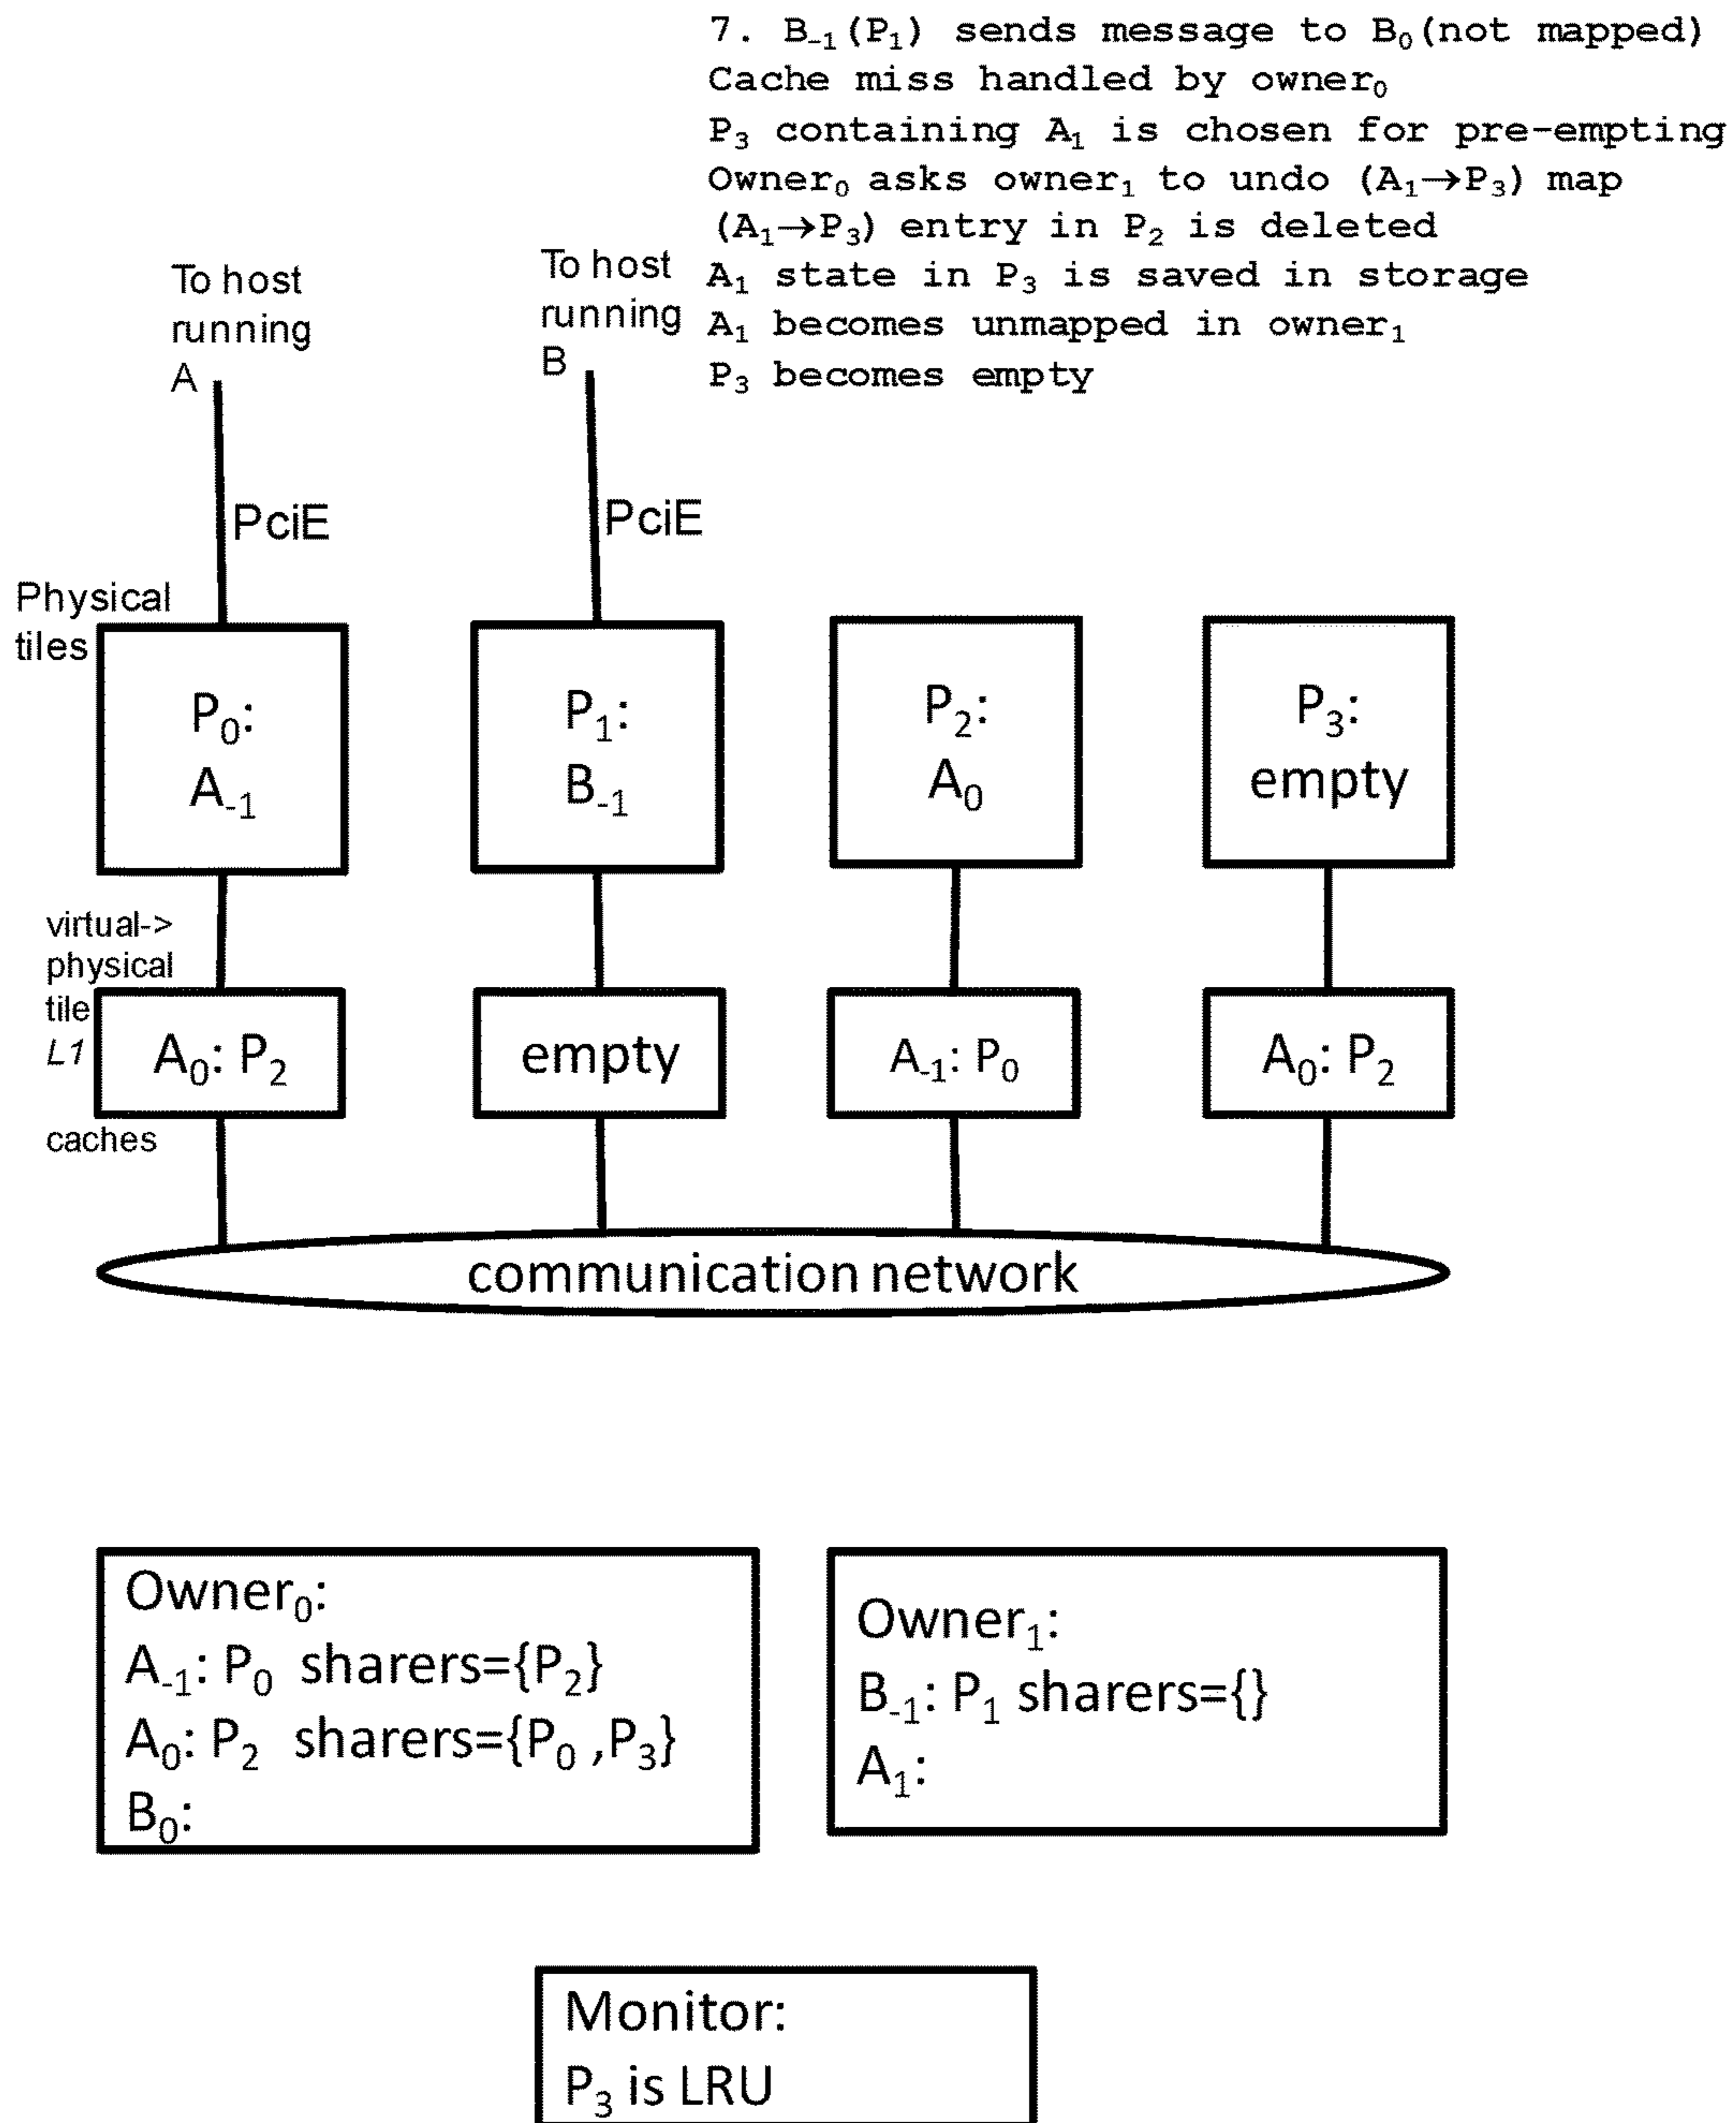 7. B₋₁(P₁) sends message to B₀(not mapped)
Cache miss handled by owner₀
P₃ containing A₁ is chosen for pre-empting
Owner₀ asks owner₁ to undo (A₁→P₃) map
(A₁→P₃) entry in P₂ is deleted
A₁ state in P₃ is saved in storage
A₁ becomes unmapped in owner₁
P₃ becomes empty
To host
running
A
To host
running
B
PciE
PciE
Physical
tiles
P₀:
A₋₁
P₁:
B₋₁
P₂:
A₀
P₃:
empty
virtual->
physical
tile
L1
caches
A₀: P₂
empty
A₋₁: P₀
A₀: P₂
communication network
Owner₀:
A₋₁: P₀ sharers={P₂}
A₀: P₂ sharers={P₀ ,P₃}
B₀:
Owner₁:
B₋₁: P₁ sharers={}
A₁:
Monitor:
P₃ is LRU